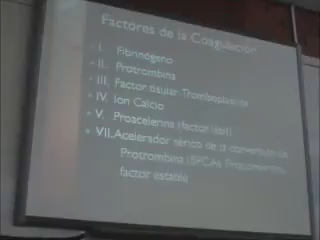 Factores de la Coagulación
I. Fibrinógeno
II. Protrombina
III. Factor tisular Tromboplastina
IV. Ion Calcio
V. Proacelerina (factor lábil)
VII. Acelerador sérico de la conversión de
Protrombina (SPCA),
factor estable